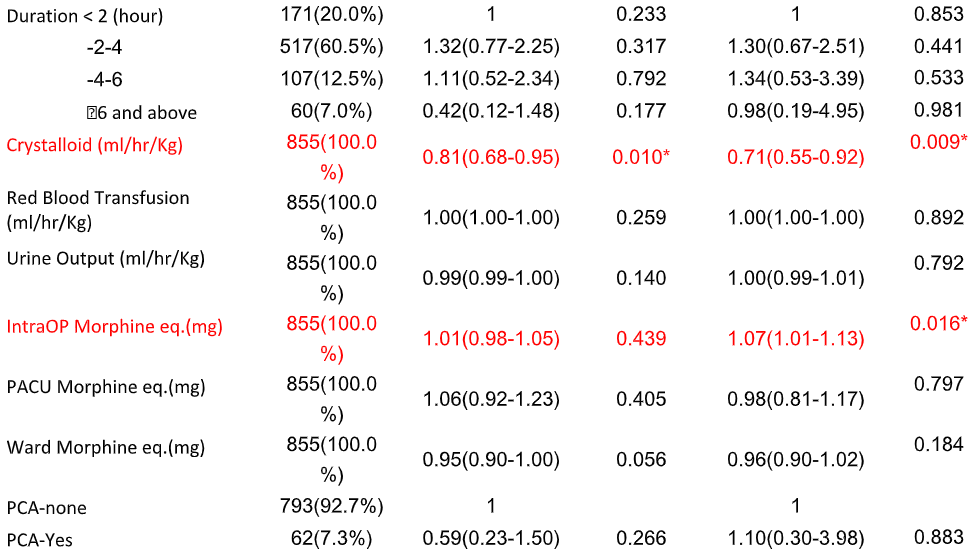 Duration < 2 (hour) 171(20.0%) 1 0.233 1 0.853
-2-4 517(60.5%) 1.32(0.77-2.25) 0.317 1.30(0.67-2.51) 0.441
-4-6 107(12.5%) 1.11(0.52-2.34) 0.792 1.34(0.53-3.39) 0.533
⍰6 and above 60(7.0%) 0.42(0.12-1.48) 0.177 0.98(0.19-4.95) 0.981
Crystalloid (ml/hr/Kg) 855(100.0 0.81(0.68-0.95) 0.010* 0.71(0.55-0.92) 0.009*
%)
Red Blood Transfusion 855(100.0
(ml/hr/Kg) 1.00(1.00-1.00) 0.259 1.00(1.00-1.00) 0.892
%)
Urine Output (ml/hr/Kg) 855(100.0 0.99(0.99-1.00) 0.140 1.00(0.99-1.01) 0.792
%)
IntraOP Morphine eq.(mg) 855(100.0 1.01(0.98-1.05) 0.439 1.07(1.01-1.13) 0.016*
%)
PACU Morphine eq.(mg) 855(100.0 1.06(0.92-1.23) 0.405 0.98(0.81-1.17) 0.797
%)
Ward Morphine eq.(mg) 855(100.0 0.95(0.90-1.00) 0.056 0.96(0.90-1.02) 0.184
%)
PCA-none 793(92.7%) 1 1
PCA-Yes 62(7.3%) 0.59(0.23-1.50) 0.266 1.10(0.30-3.98) 0.883